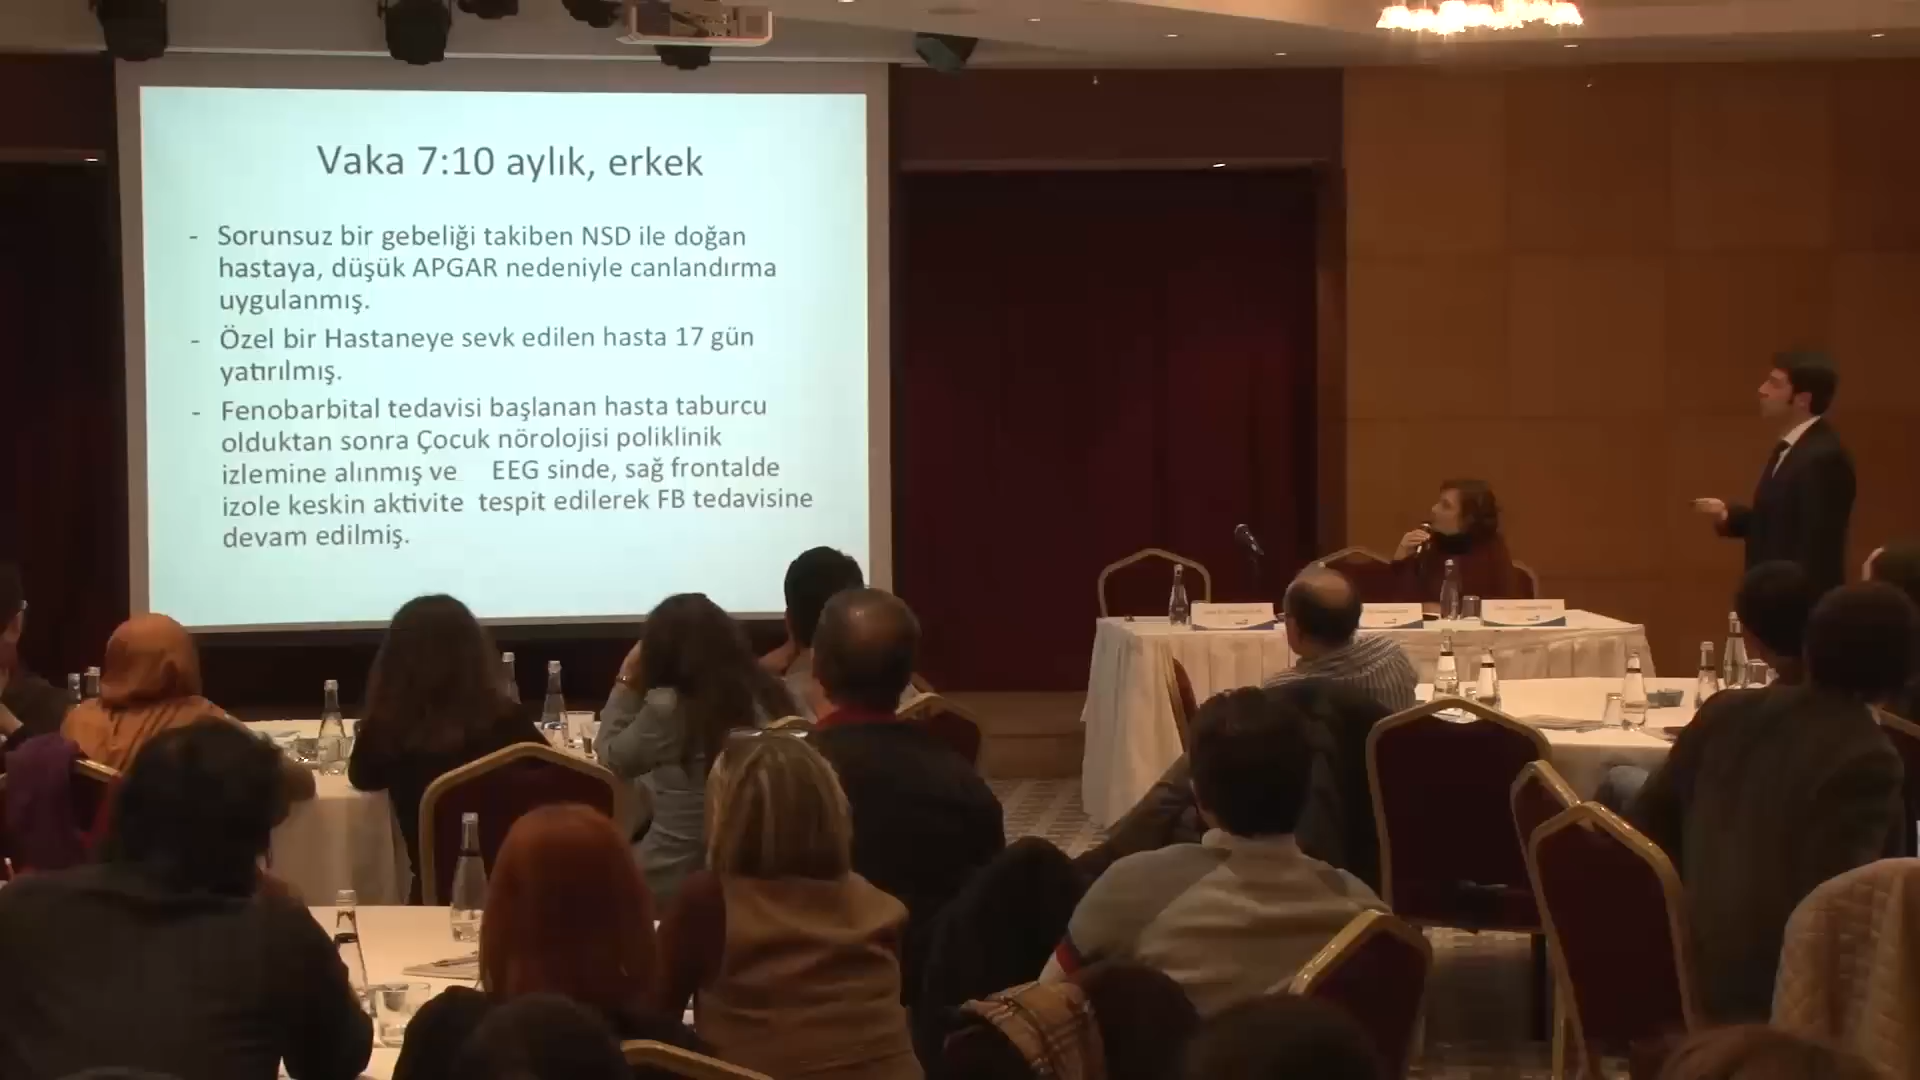 Vaka 7:10 aylık, erkek
- Sorunsuz bir gebeliği takiben NSD ile doğan
hastaya, düşük APGAR nedeniyle canlandırma
uygulanmış.
- Özel bir Hastaneye sevk edilen hasta 17 gün
yatırılmış.
- Fenobarbital tedavisi başlanan hasta taburcu
olduktan sonra Çocuk nörolojisi poliklinik
izlemine alınmış ve EEG sinde, sağ frontalde
izole keskin aktivite tespit edilerek FB tedavisine
devam edilmiş.